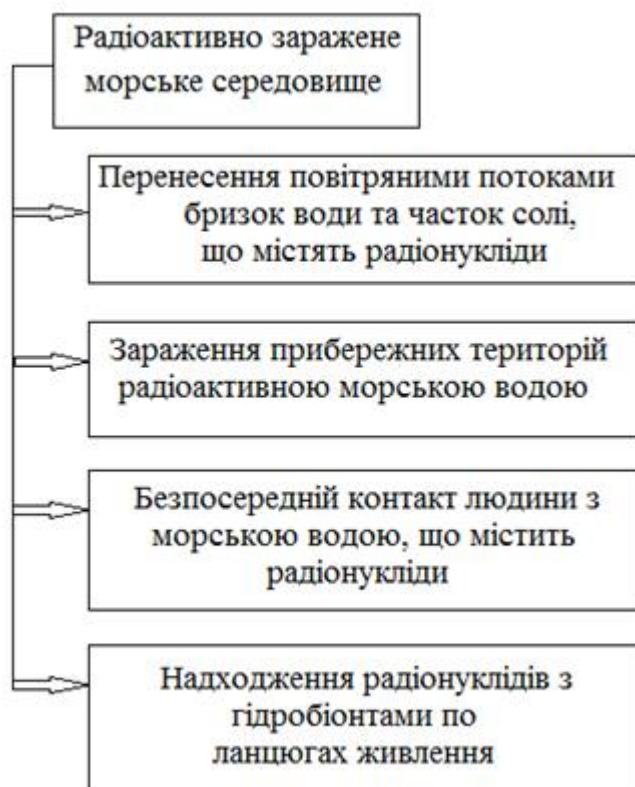 Радіоактивно заражене
морське середовище
Перенесення повітряними потоками
бризок води та часток солі,
що містять радіонукліди
Зараження прибережних територій
радіоактивною морською водою
Безпосередній контакт людини з
морською водою, що містить
радіонукліди
Надходження радіонуклідів з
гідробіонтами по
ланцюгах живлення